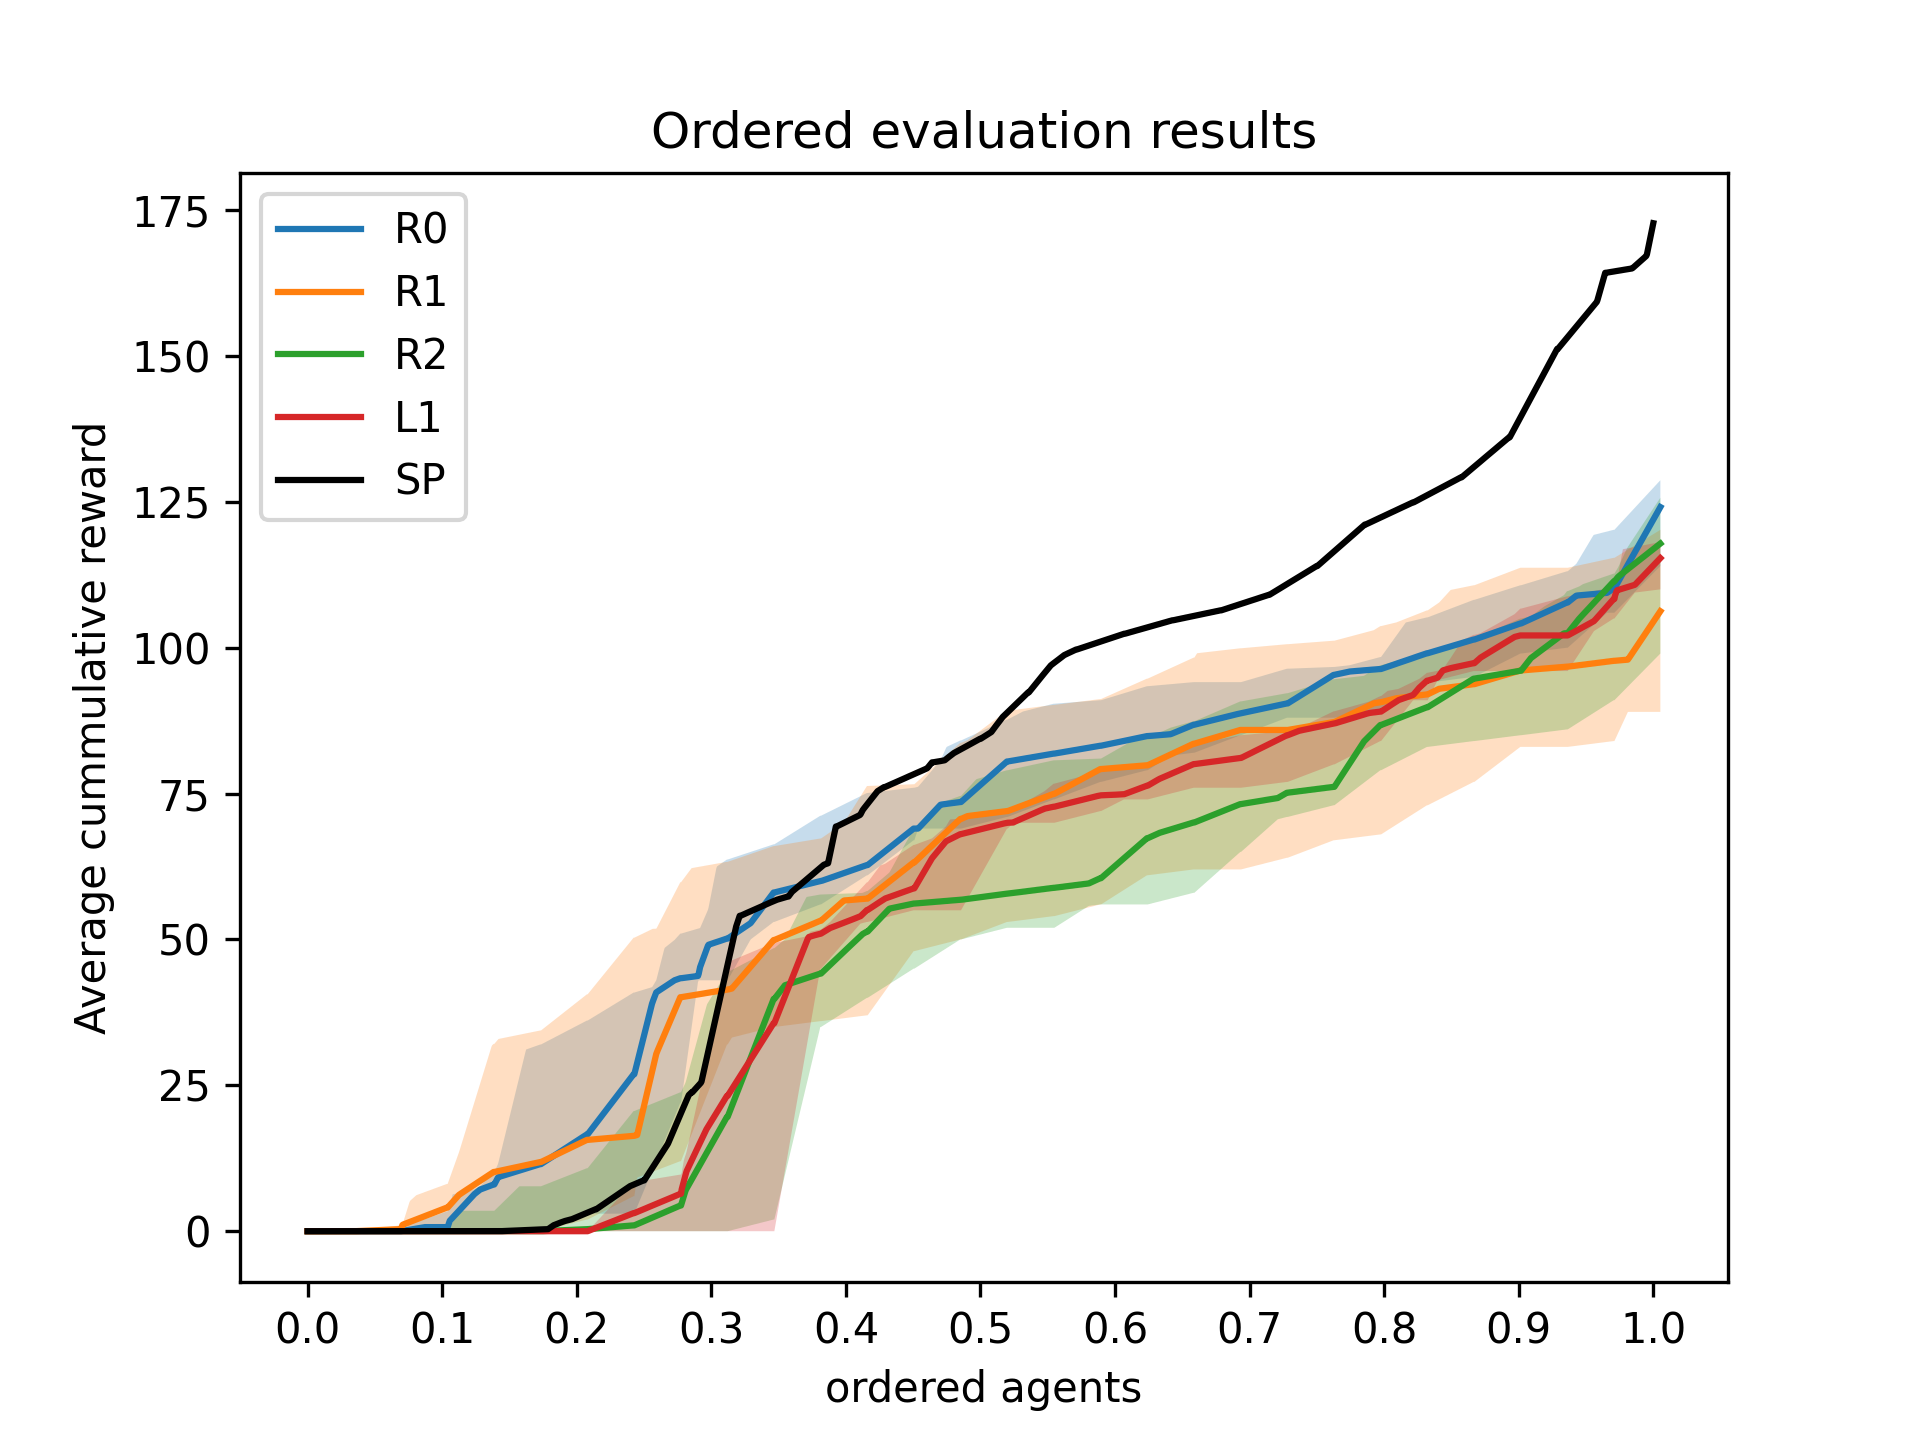 Ordered evaluation results
175
150
125
100
75
50
25
0
Average cummulative reward
R0
R1
R2
L1
SP
0.0 0.1 0.2 0.3 0.4 0.5 0.6 0.7 0.8 0.9 1.0
ordered agents